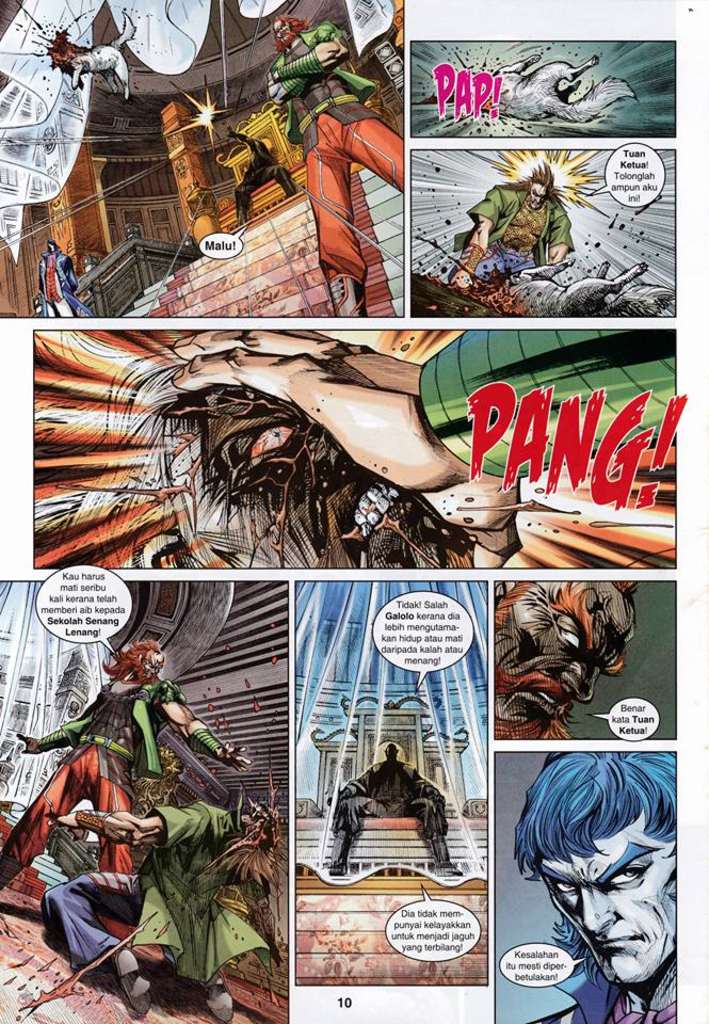 Malu!
PAP!
Tuan
Ketua!
Tolonglah
ampun aku
ini!
PANG!
Kau harus
mati seribu
kali kerana telah
memberi aib kepada
Sekolah Senang
Lenang!
Tidak! Salah
Galolo kerana dia
lebih mengutama-
kan hidup atau mati
daripada kalah atau
menang!
Dia tidak mem-
punyai kelayakkan
untuk menjadi jaguh
yang terbilang!
Benar
kata Tuan
Ketua!
Kesalahan
itu mesti diper-
betulakan!
10